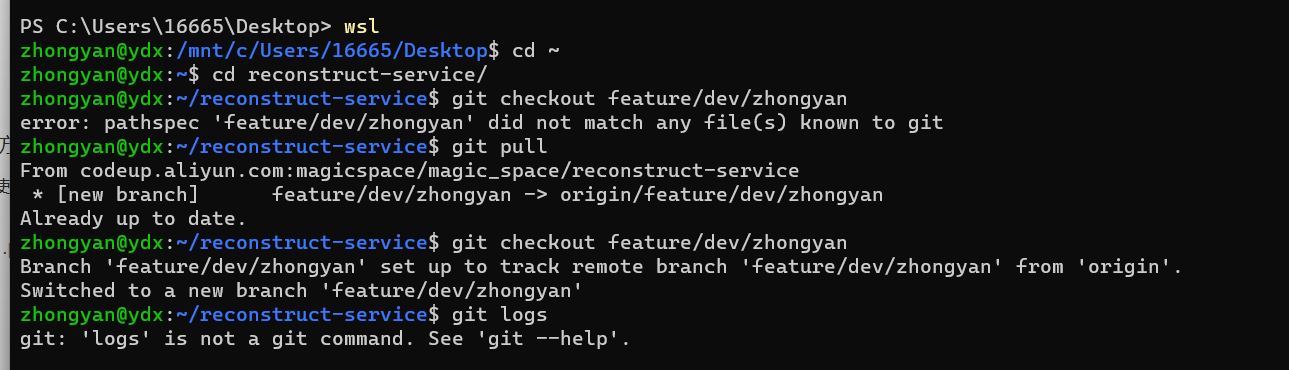 PS C:\Users\16665\Desktop> wsl
zhongyan@ydx:/mnt/c/Users/16665/Desktop$ cd ~
zhongyan@ydx:~$ cd reconstruct-service/
zhongyan@ydx:~/reconstruct-service$ git checkout feature/dev/zhongyan
error: pathspec 'feature/dev/zhongyan' did not match any file(s) known to git
zhongyan@ydx:~/reconstruct-service$ git pull
From codeup.aliyun.com:magicspace/magic_space/reconstruct-service
 * [new branch]      feature/dev/zhongyan -> origin/feature/dev/zhongyan
Already up to date.
zhongyan@ydx:~/reconstruct-service$ git checkout feature/dev/zhongyan
Branch 'feature/dev/zhongyan' set up to track remote branch 'feature/dev/zhongyan' from 'origin'.
Switched to a new branch 'feature/dev/zhongyan'
zhongyan@ydx:~/reconstruct-service$ git logs
git: 'logs' is not a git command. See 'git --help'.